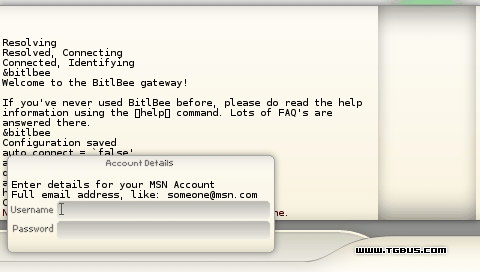 Resolving
Resolved, Connecting
Connected, Identifying
&bitlbee
Welcome to the BitlBee gateway!
If you've never used BitlBee before, please do read the help
information using the help command. Lots of FAQ's are
answered there.
&bitlbee
Configuration saved
auto_connect = `false'
Account Details
Enter details for your MSN Account
Full email address, like: someone@msn.com
Username
Password
www.TGBUS.com